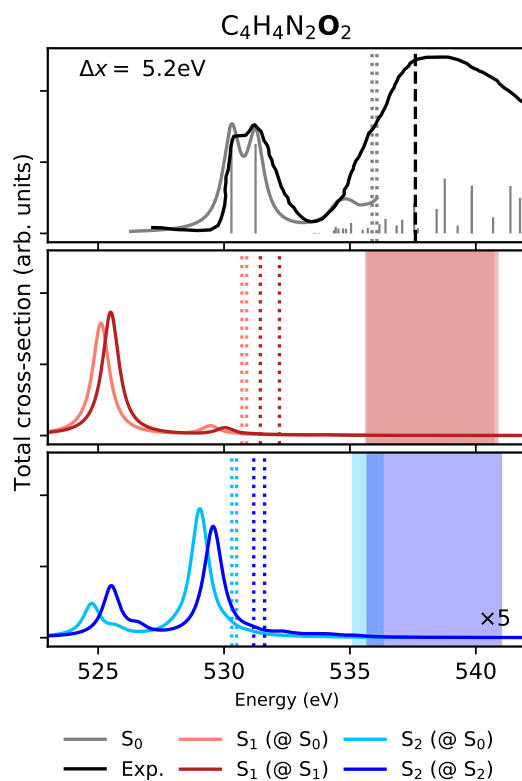 C₄H₄N₂O₂
Δx = 5.2eV
Total cross-section (arb. units)
×5
525 530 535 540
Energy (eV)
S₀ S₁ (@ S₀) S₂ (@ S₀)
Exp. S₁ (@ S₁) S₂ (@ S₂)